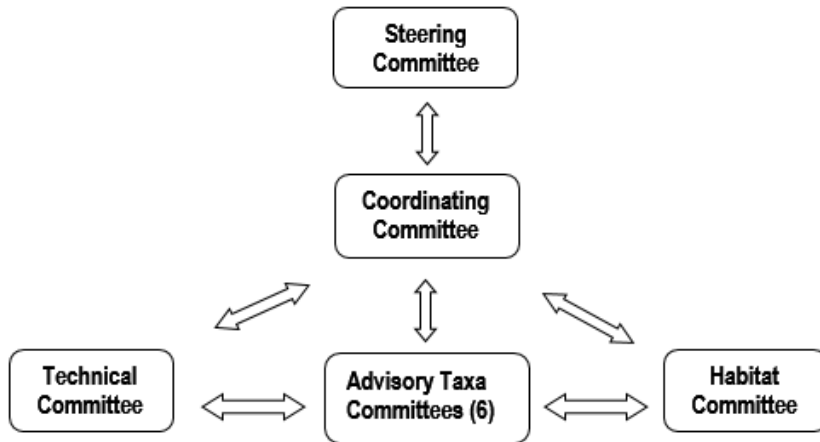 Steering
Committee
Coordinating
Committee
Technical
Committee
Advisory Taxa
Committees (6)
Habitat
Committee